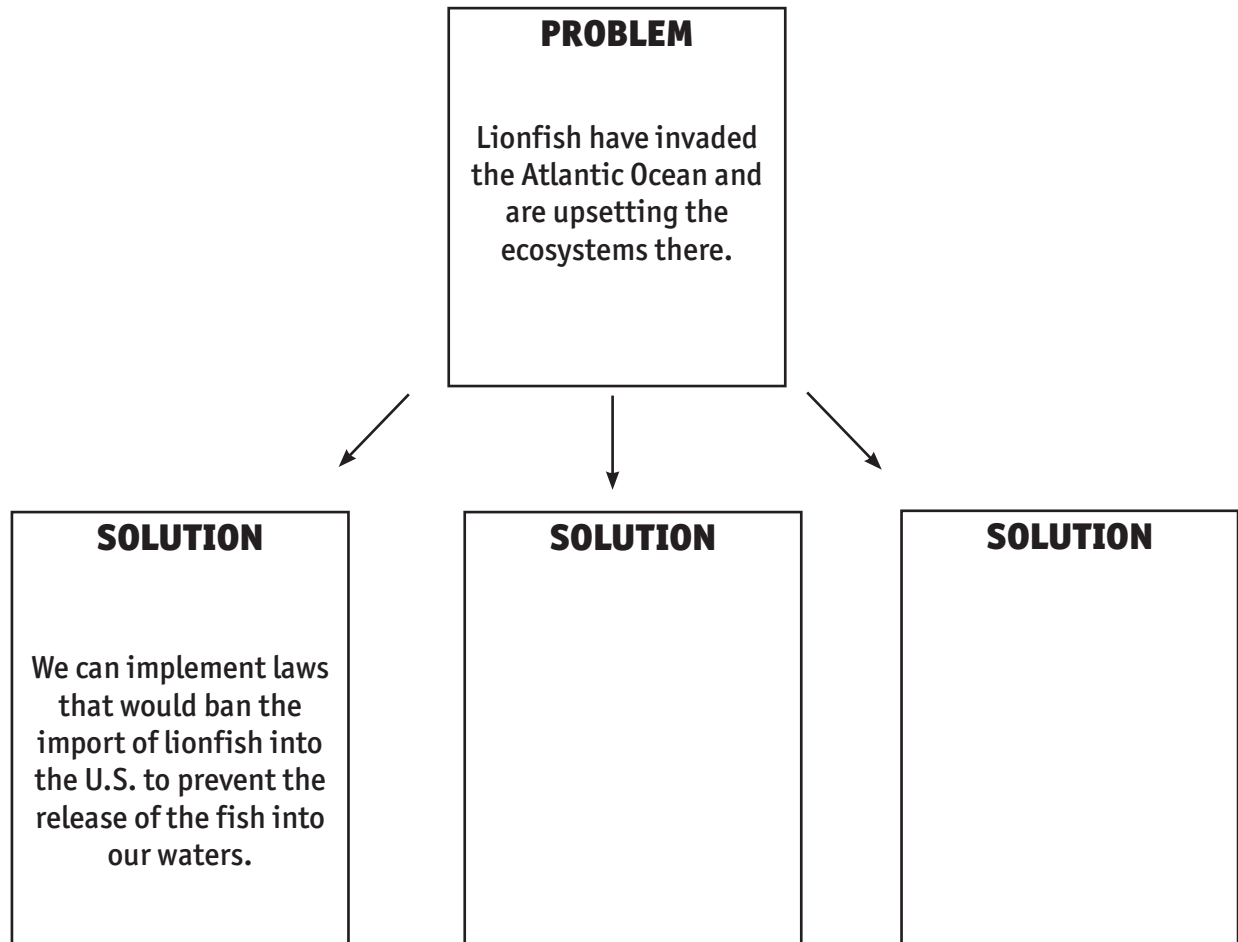 PROBLEM
Lionfish have invaded
the Atlantic Ocean and
are upsetting the
ecosystems there.
SOLUTION
We can implement laws
that would ban the
import of lionfish into
the U.S. to prevent the
release of the fish into
our waters.
SOLUTION
SOLUTION